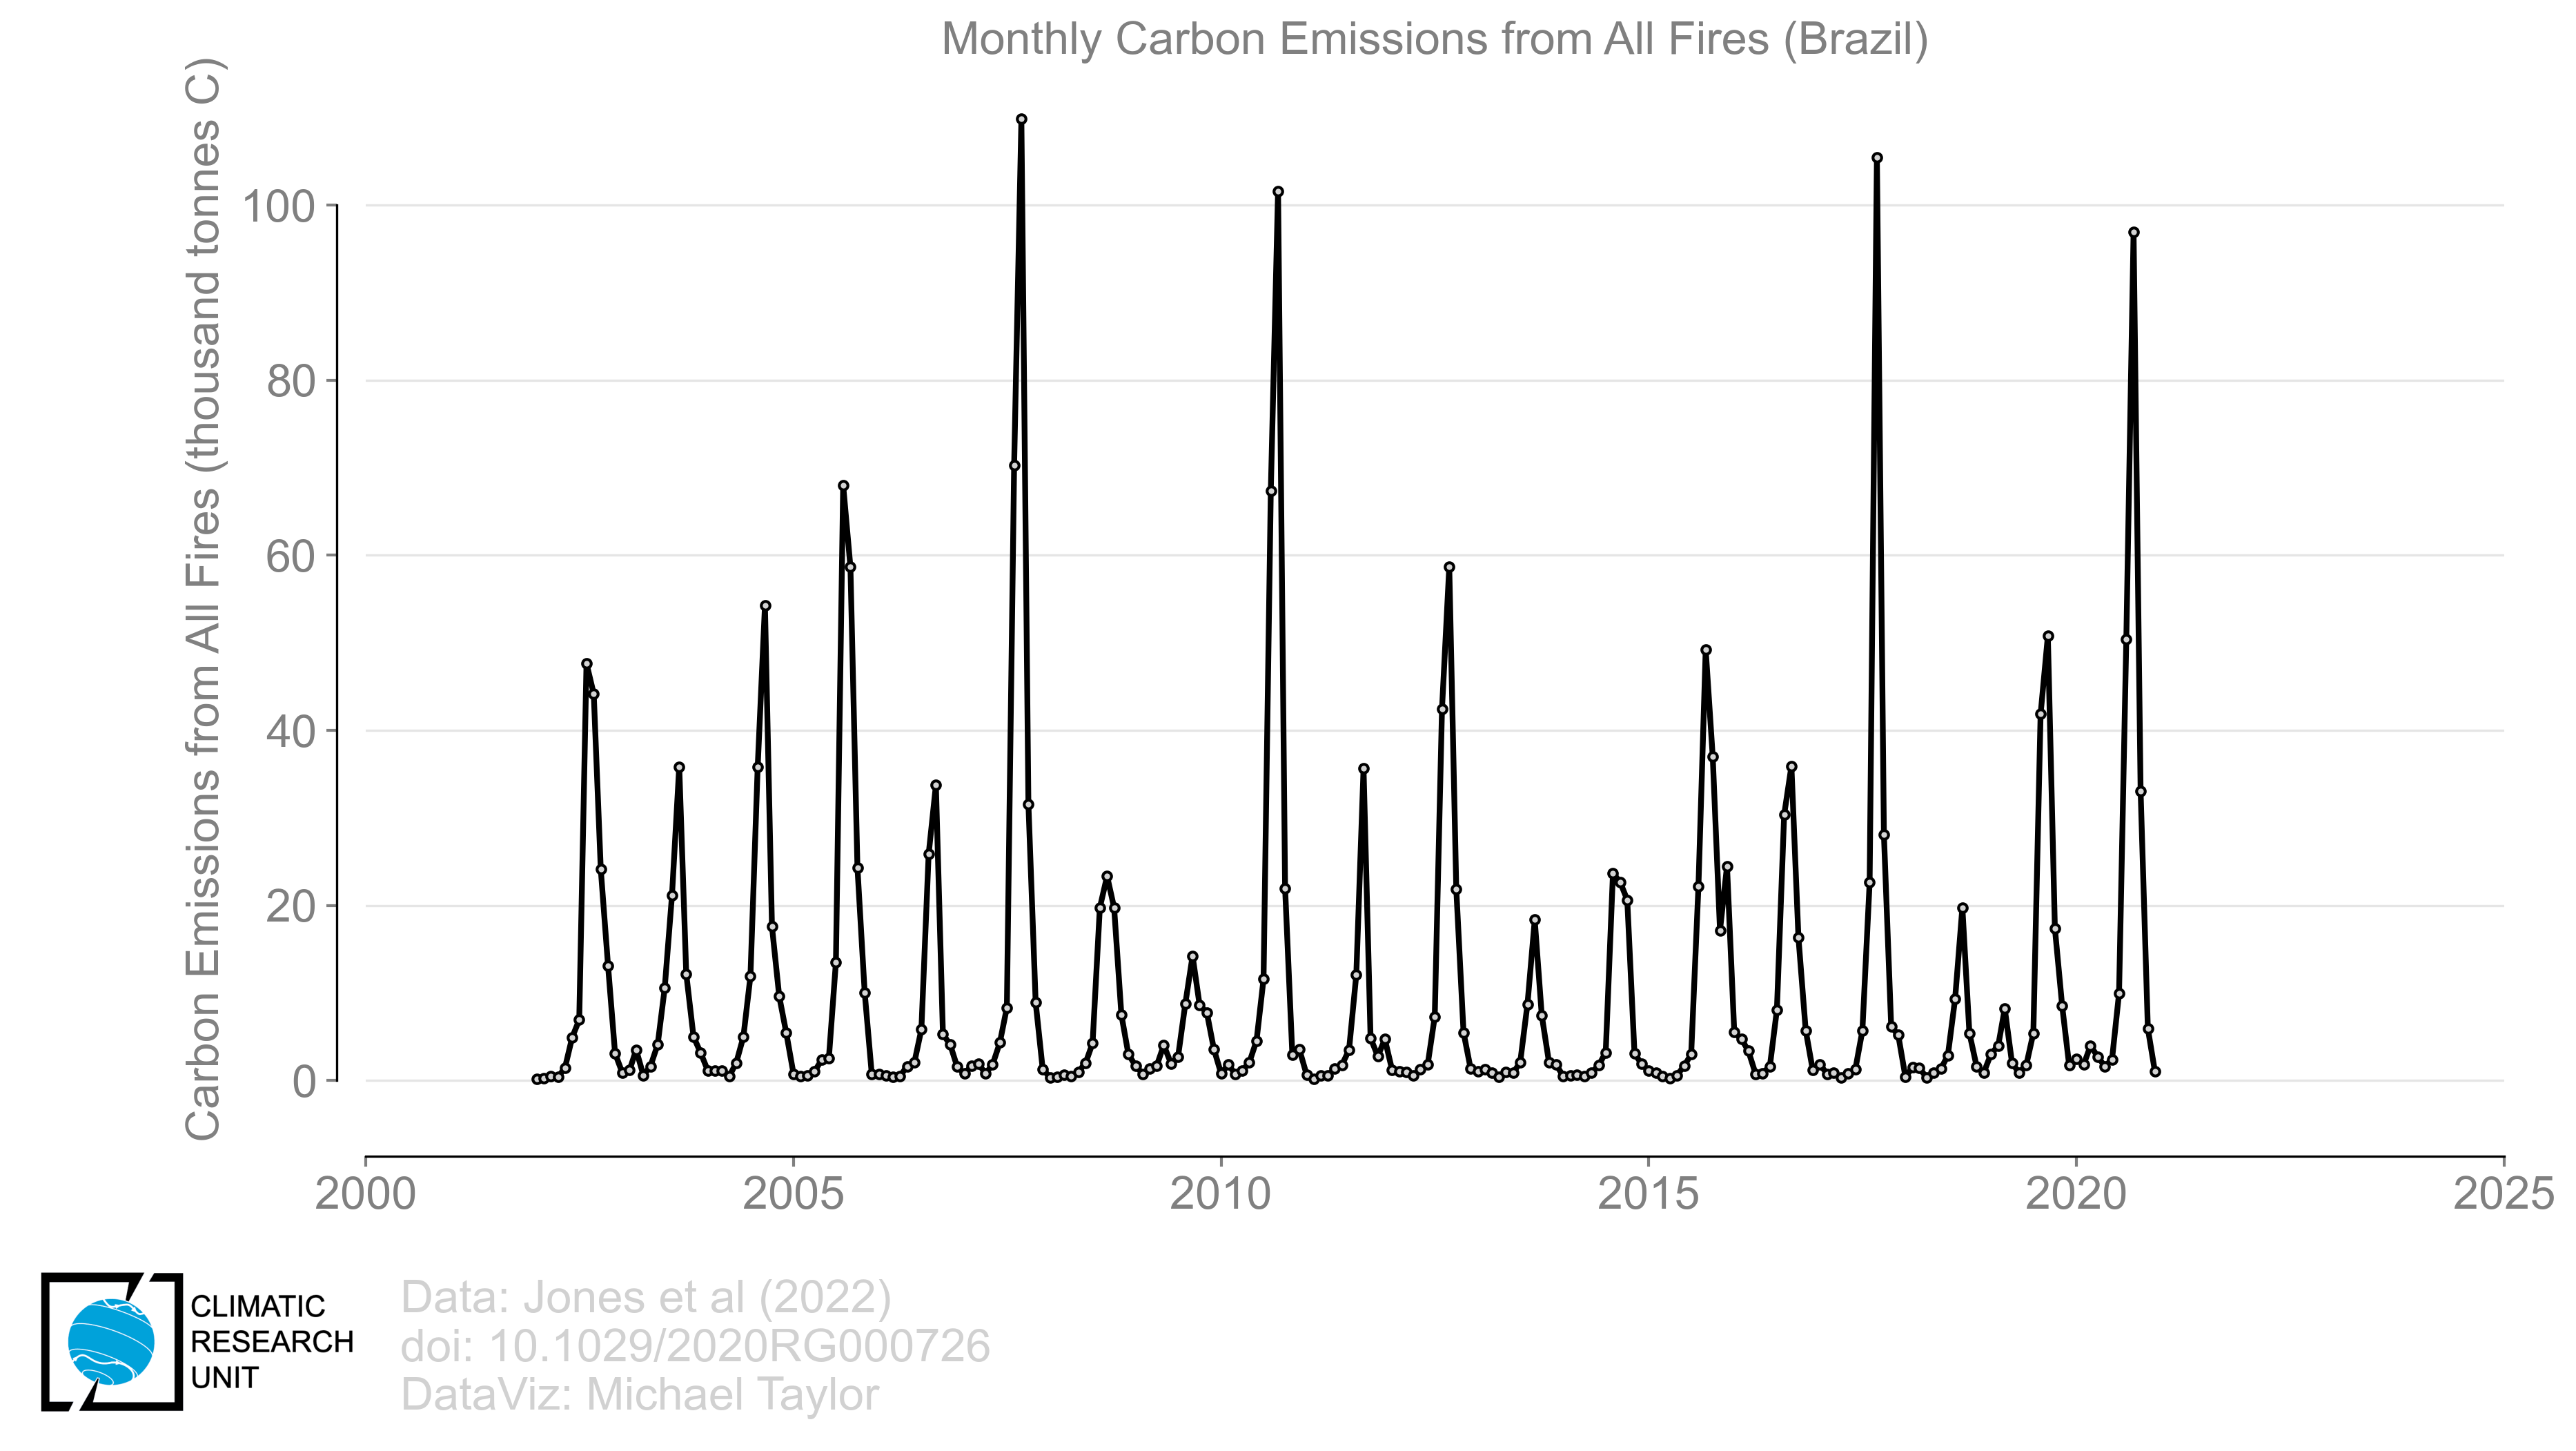 Monthly Carbon Emissions from All Fires (Brazil)
Carbon Emissions from All Fires (thousand tonnes C)
100
80
60
40
20
0
2000 2005 2010 2015 2020 2025
CLIMATIC
RESEARCH
UNIT
Data: Jones et al (2022)
doi: 10.1029/2020RG000726
DataViz: Michael Taylor